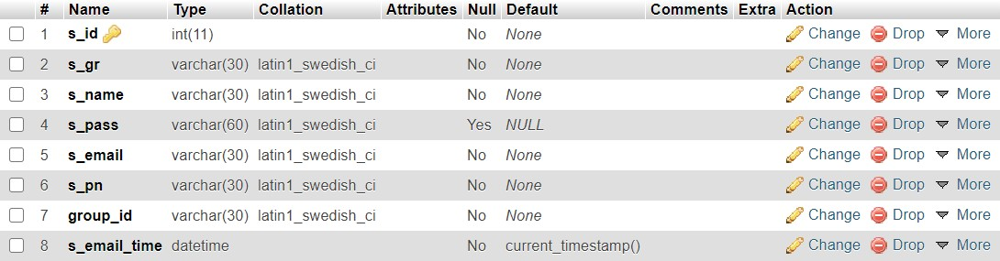 # Name Type Collation Attributes Null Default Comments Extra Action
1 s_id int(11) No None Change Drop More
2 s_gr varchar(30) latin1_swedish_ci No None Change Drop More
3 s_name varchar(30) latin1_swedish_ci No None Change Drop More
4 s_pass varchar(60) latin1_swedish_ci Yes NULL Change Drop More
5 s_email varchar(30) latin1_swedish_ci No None Change Drop More
6 s_pn varchar(30) latin1_swedish_ci No None Change Drop More
7 group_id varchar(30) latin1_swedish_ci No None Change Drop More
8 s_email_time datetime No current_timestamp() Change Drop More